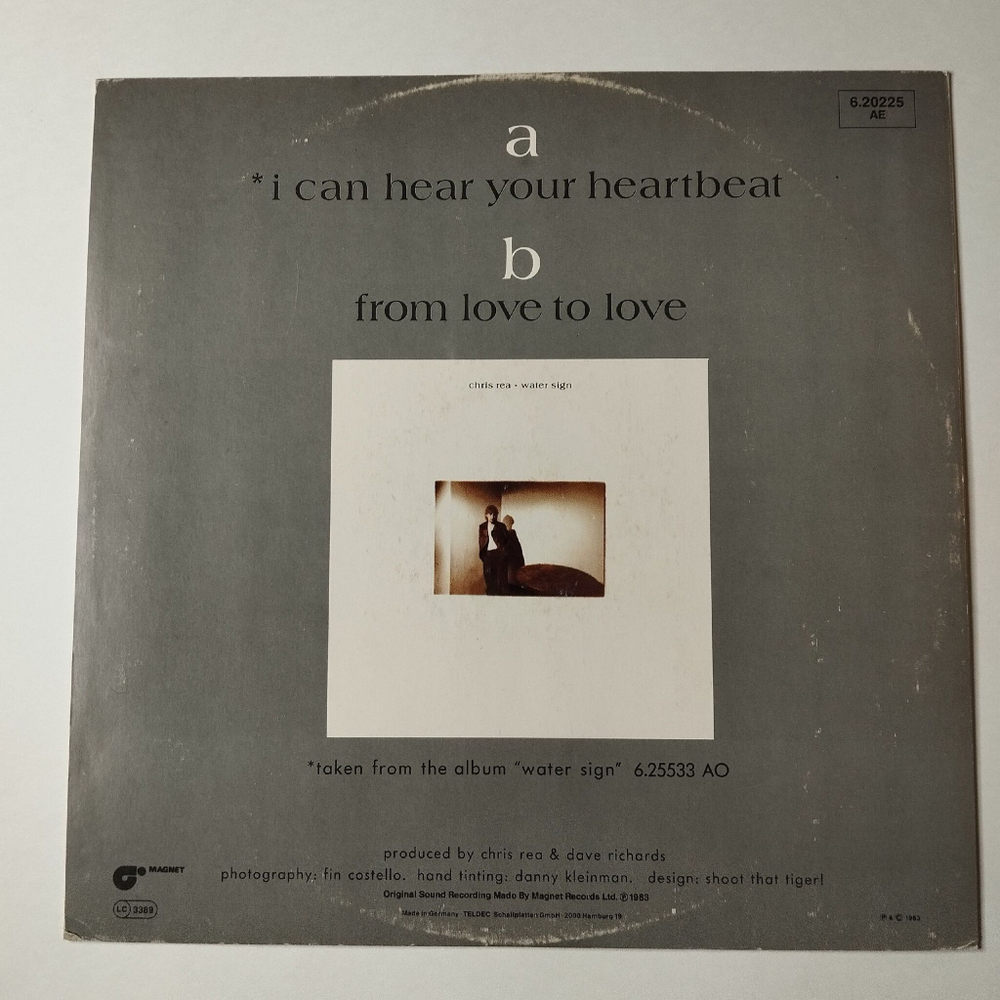 6.20225
AE
a
*i can hear your heartbeat
b
from love to love
chris rea - water sign
*taken from the album "water sign" 6.25533 AO
produced by chris rea & dave richards
MAGNET
photography: fin costello. hand tinting: danny kleinman. design: shoot that tiger!
Original Sound Recording Made By Magnet Records Ltd. ℗1983
LC 3389
Made in Germany · TELDEC Schallplatten GmbH · 2000 Hamburg 19
℗ & © 1983